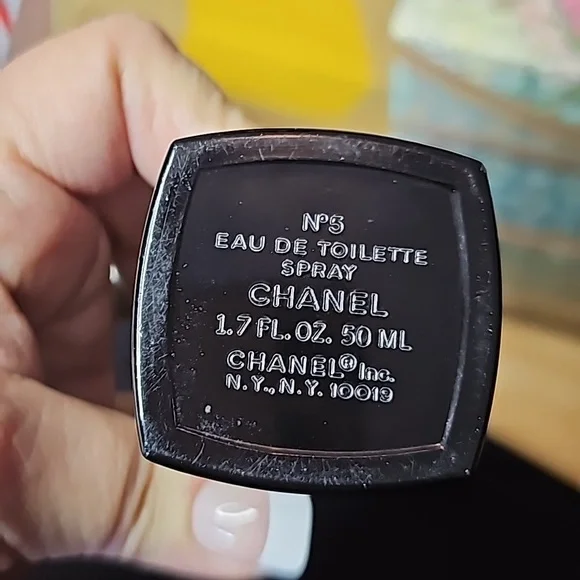 N°5
EAU DE TOILETTE
SPRAY
CHANEL
1.7 FL. OZ. 50 ML
CHANEL® Inc.
N.Y., N.Y. 10019